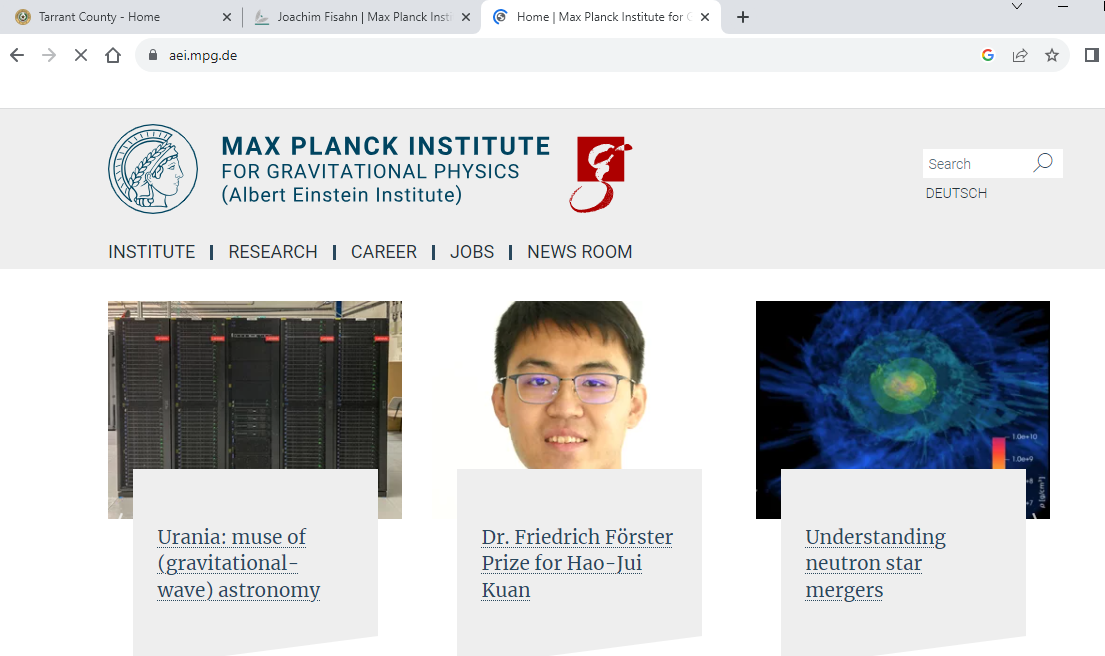 Tarrant County - Home
Joachim Fisahn | Max Planck Insti
Home | Max Planck Institute for G
aei.mpg.de
MAX PLANCK INSTITUTE
FOR GRAVITATIONAL PHYSICS
(Albert Einstein Institute)
Search
DEUTSCH
INSTITUTE | RESEARCH | CAREER | JOBS | NEWS ROOM
1.0e+10
1.0e+9
Urania: muse of
(gravitational-
wave) astronomy
Dr. Friedrich Förster
Prize for Hao-Jui
Kuan
Understanding
neutron star
mergers